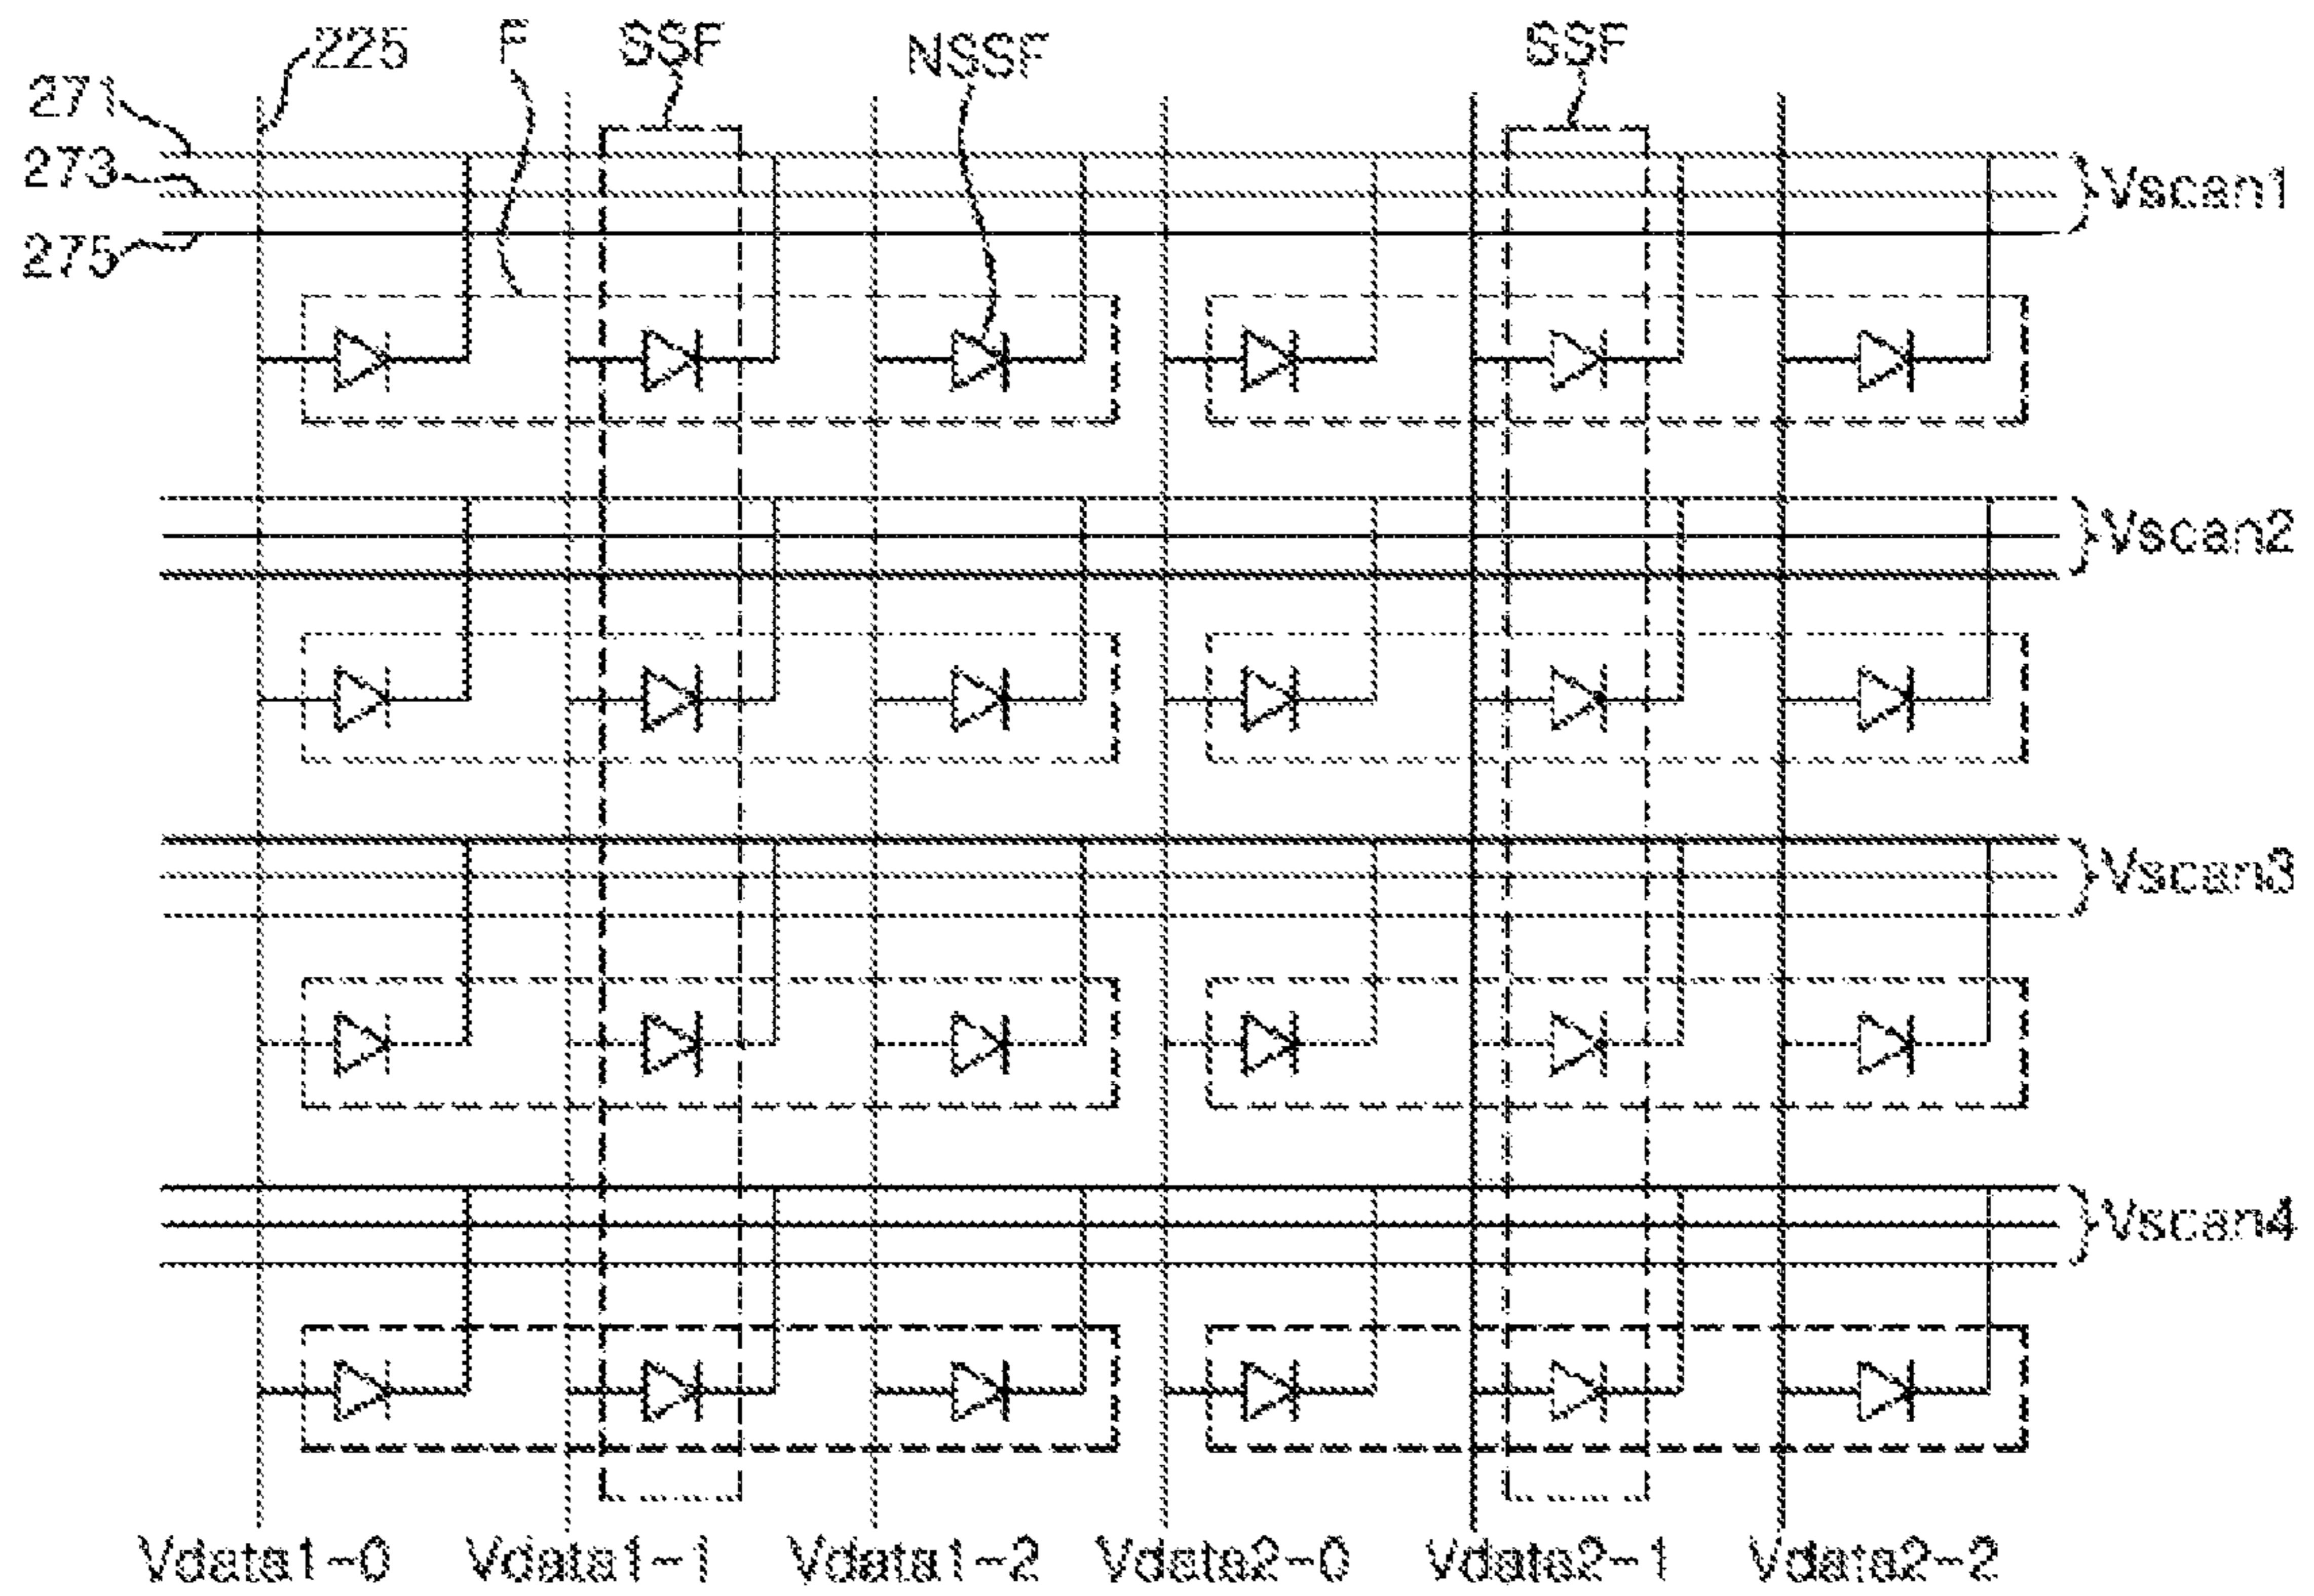 225
F
SSF
NSSF
SSF
271
273
275
Vscan1
Vscan2
Vscan3
Vscan4
Vdata1-0
Vdata1-1
Vdata1-2
Vdata2-0
Vdata2-1
Vdata2-2